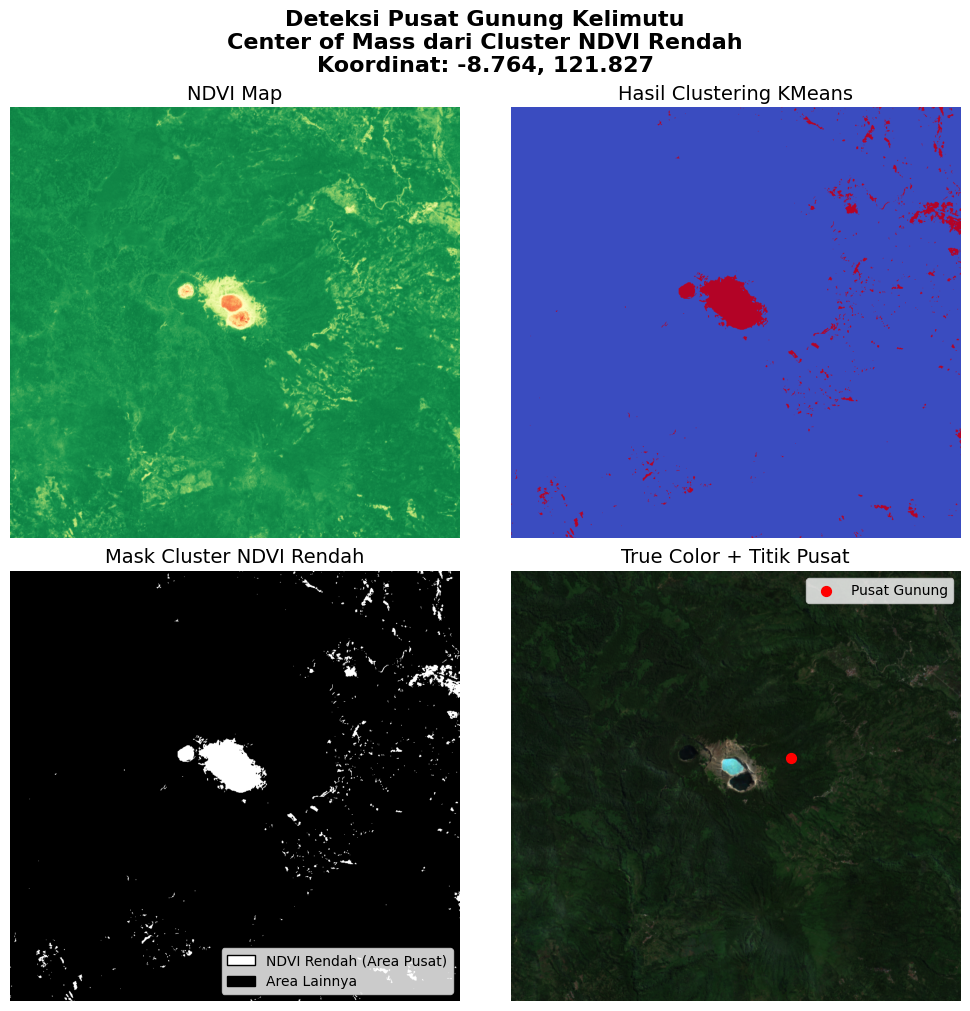 Deteksi Pusat Gunung Kelimutu
Center of Mass dari Cluster NDVI Rendah
Koordinat: -8.764, 121.827
NDVI Map
Hasil Clustering KMeans
Mask Cluster NDVI Rendah
NDVI Rendah (Area Pusat)
Area Lainnya
True Color + Titik Pusat
Pusat Gunung